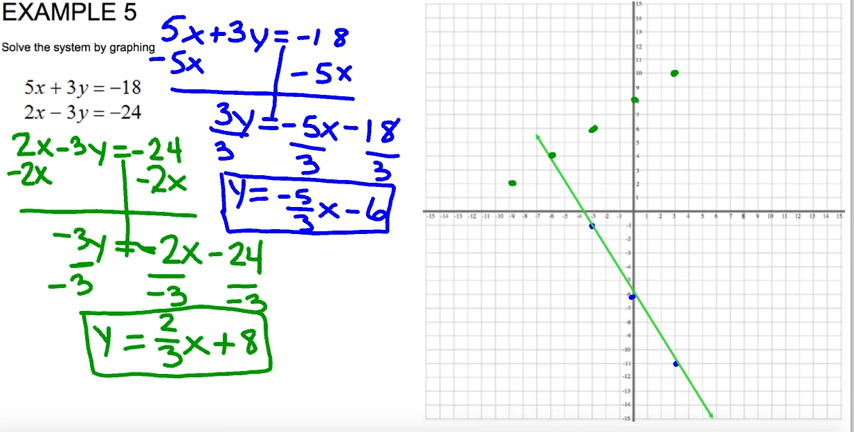 EXAMPLE 5
Solve the system by graphing
5x + 3y = −18
2x − 3y = −24
5x+3y = -18
-5x -5x
3y = -5x - 18
3 3 3
y = -5/3 x - 6
2x-3y = -24
-2x -2x
-3y = -2x - 24
-3 -3 -3
y = 2/3 x + 8